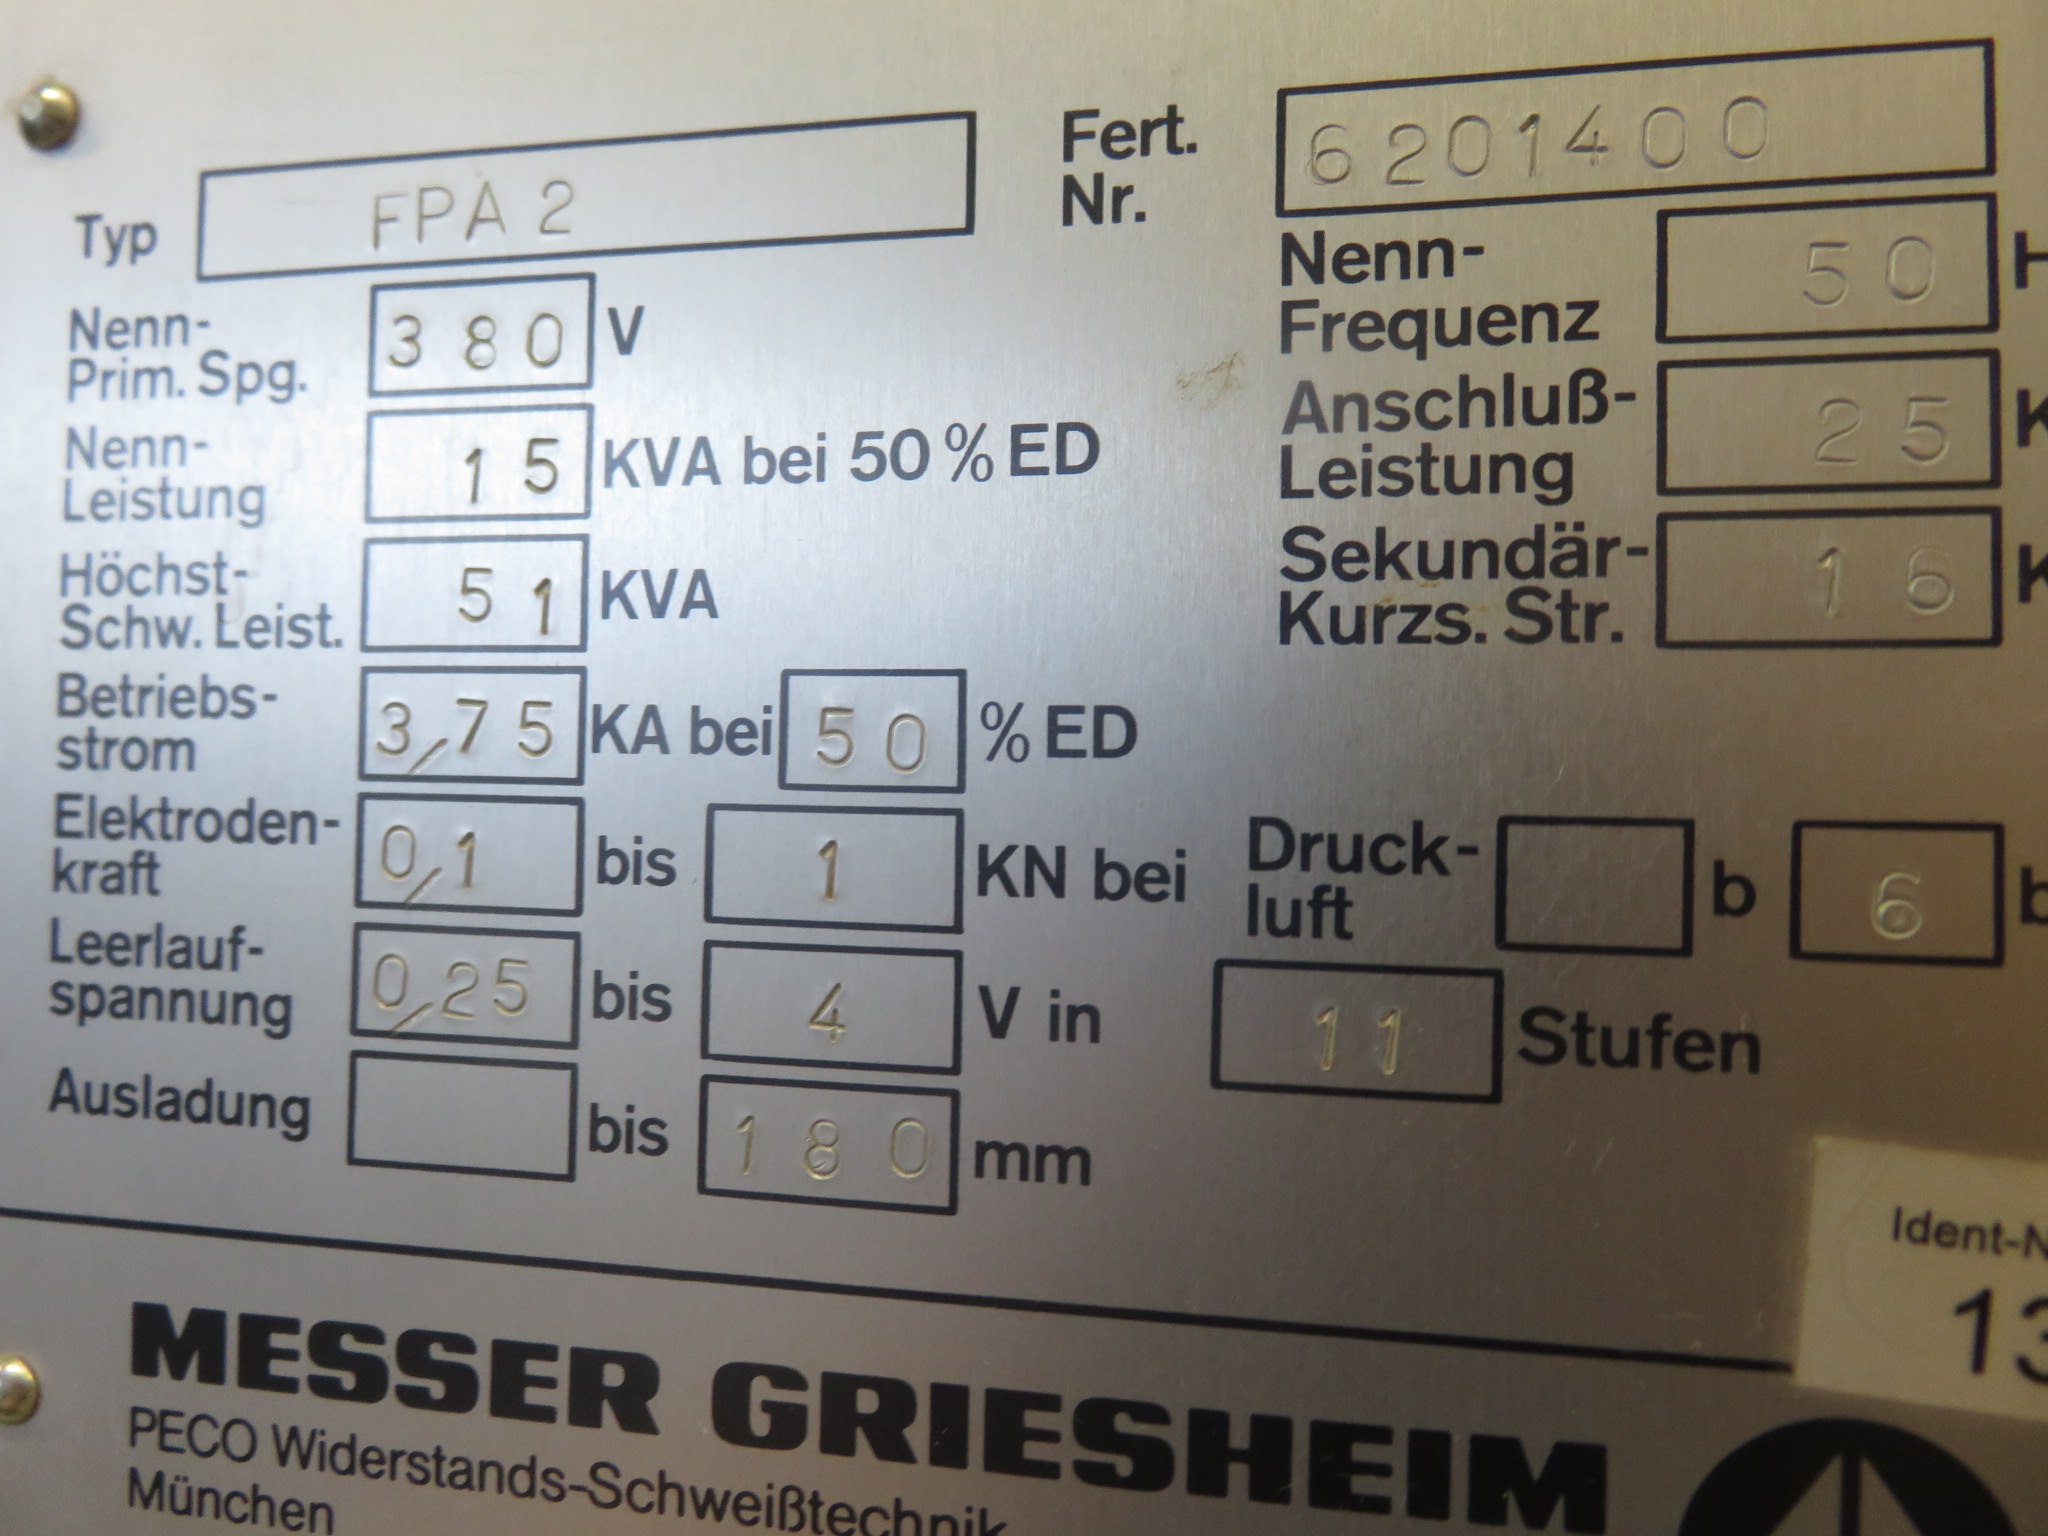 Typ FPA 2
Fert. Nr. 6201400
Nenn-Prim. Spg. 380 V
Nenn-Frequenz 50 H
Nenn-Leistung 15 KVA bei 50 % ED
Anschluß-Leistung 25 K
Höchst-Schw. Leist. 51 KVA
Sekundär-Kurzs. Str. 16 K
Betriebs-strom 3,75 KA bei 50 % ED
Elektroden-kraft 0,1 bis 1 KN bei Druck-luft b 6 b
Leerlauf-spannung 0,25 bis 4 V in 11 Stufen
Ausladung bis 180 mm
Ident-N
13
MESSER GRIESHEIM
PECO Widerstands-Schweißtechnik
München